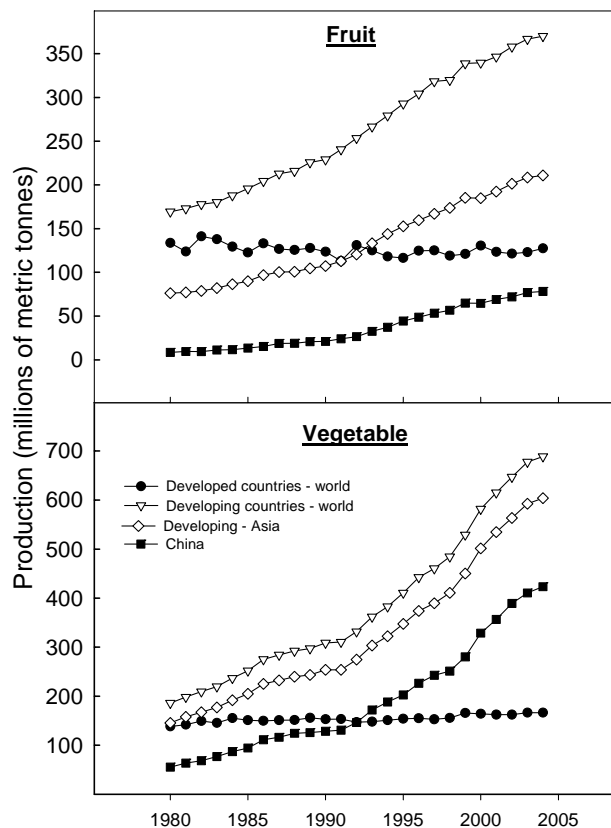 Fruit
350
300
250
200
150
100
50
0
Production (millions of metric tonnes)
Vegetable
700
600
500
400
300
200
100
Developed countries - world
Developing countries - world
Developing - Asia
China
1980 1985 1990 1995 2000 2005